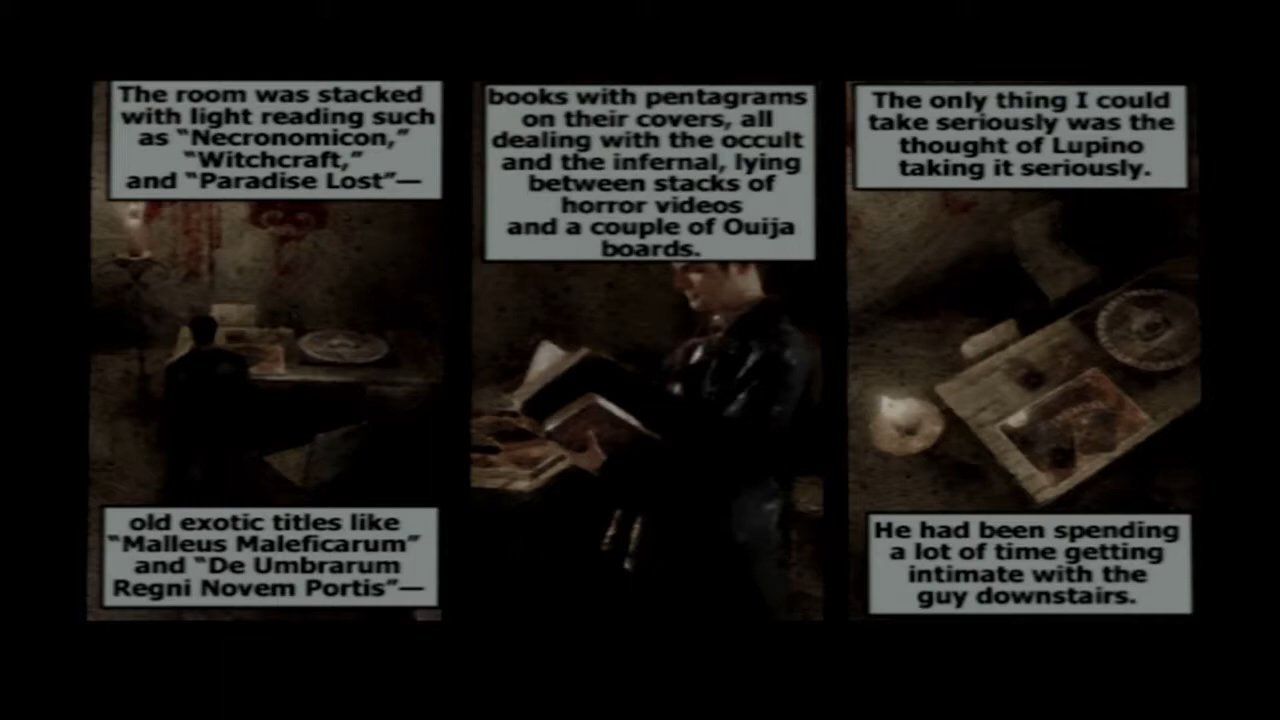 The room was stacked
with light reading such
as “Necronomicon,”
“Witchcraft,”
and “Paradise Lost”—
old exotic titles like
“Malleus Maleficarum”
and “De Umbrarum
Regni Novem Portis”—
books with pentagrams
on their covers, all
dealing with the occult
and the infernal, lying
between stacks of
horror videos
and a couple of Ouija
boards.
The only thing I could
take seriously was the
thought of Lupino
taking it seriously.
He had been spending
a lot of time getting
intimate with the
guy downstairs.